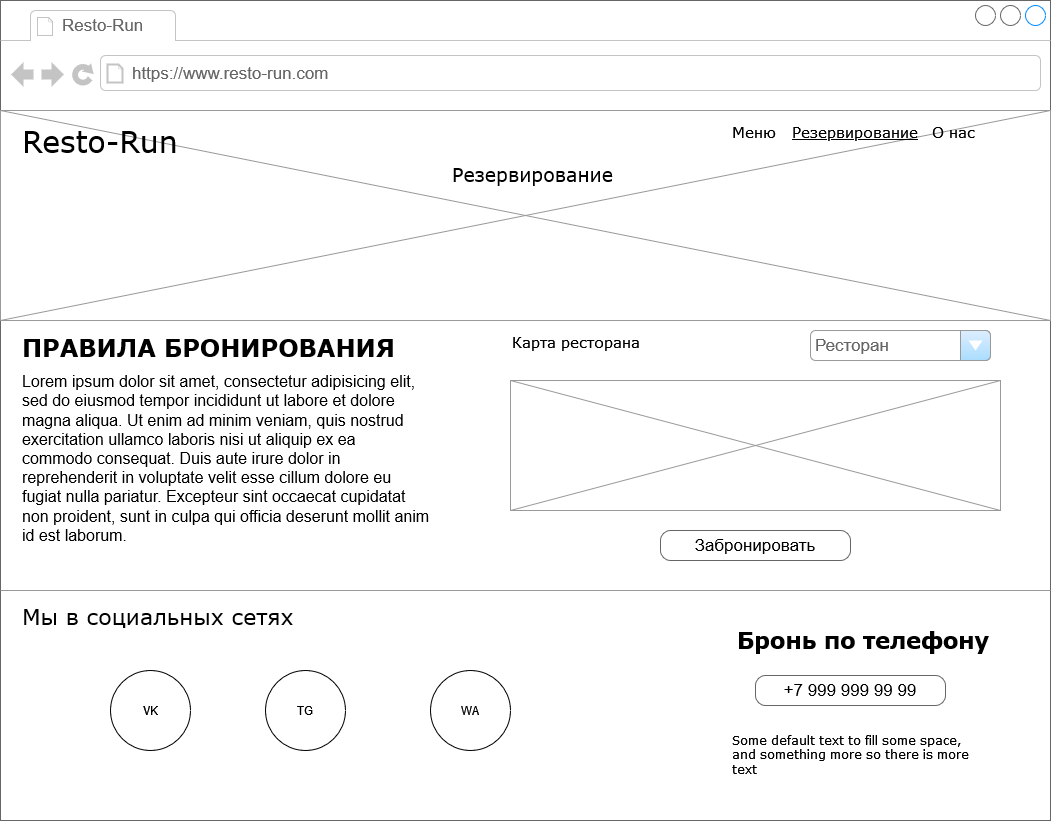 Resto-Run
https://www.resto-run.com
Resto-Run
Меню Резервирование О нас
Резервирование
ПРАВИЛА БРОНИРОВАНИЯ
Lorem ipsum dolor sit amet, consectetur adipisicing elit,
sed do eiusmod tempor incididunt ut labore et dolore
magna aliqua. Ut enim ad minim veniam, quis nostrud
exercitation ullamco laboris nisi ut aliquip ex ea
commodo consequat. Duis aute irure dolor in
reprehenderit in voluptate velit esse cillum dolore eu
fugiat nulla pariatur. Excepteur sint occaecat cupidatat
non proident, sunt in culpa qui officia deserunt mollit anim
id est laborum.
Карта ресторана
Ресторан
Забронировать
Мы в социальных сетях
VK
TG
WA
Бронь по телефону
+7 999 999 99 99
Some default text to fill some space,
and something more so there is more
text